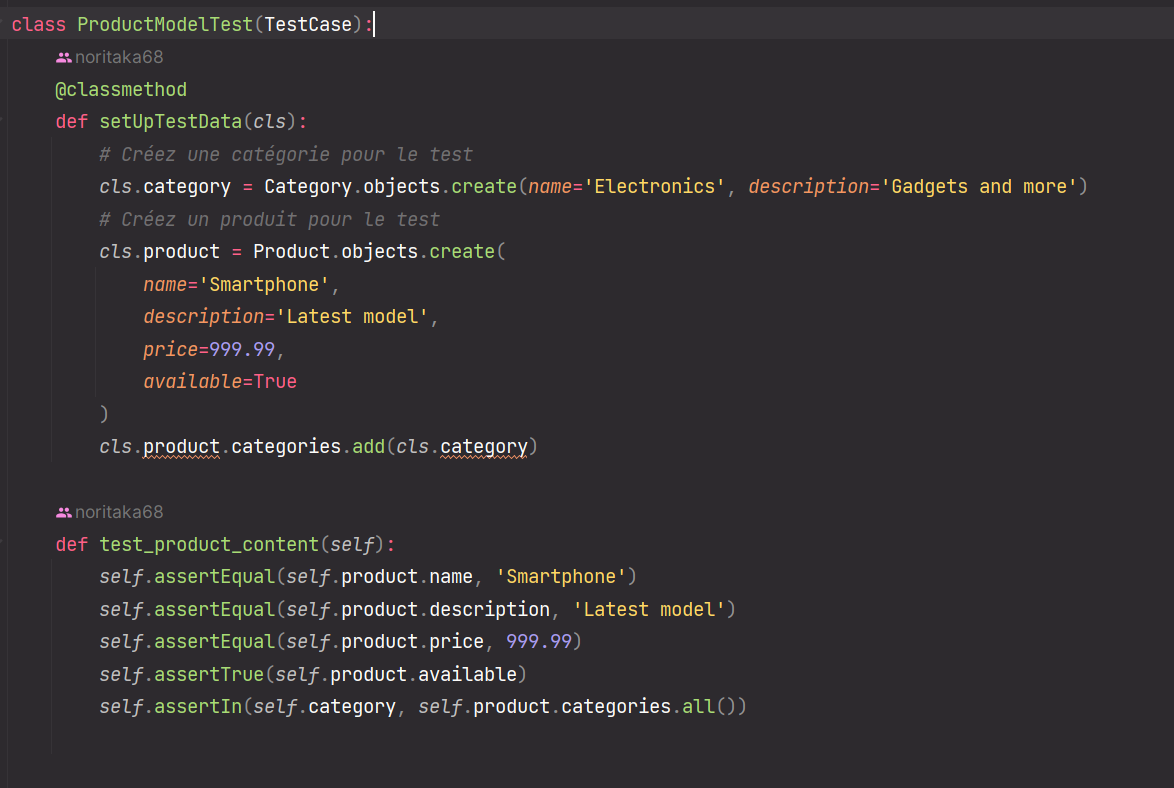 class ProductModelTest(TestCase):
noritaka68
@classmethod
def setUpTestData(cls):
# Créez une catégorie pour le test
cls.category = Category.objects.create(name='Electronics', description='Gadgets and more')
# Créez un produit pour le test
cls.product = Product.objects.create(
name='Smartphone',
description='Latest model',
price=999.99,
available=True
)
cls.product.categories.add(cls.category)
noritaka68
def test_product_content(self):
self.assertEqual(self.product.name, 'Smartphone')
self.assertEqual(self.product.description, 'Latest model')
self.assertEqual(self.product.price, 999.99)
self.assertTrue(self.product.available)
self.assertIn(self.category, self.product.categories.all())